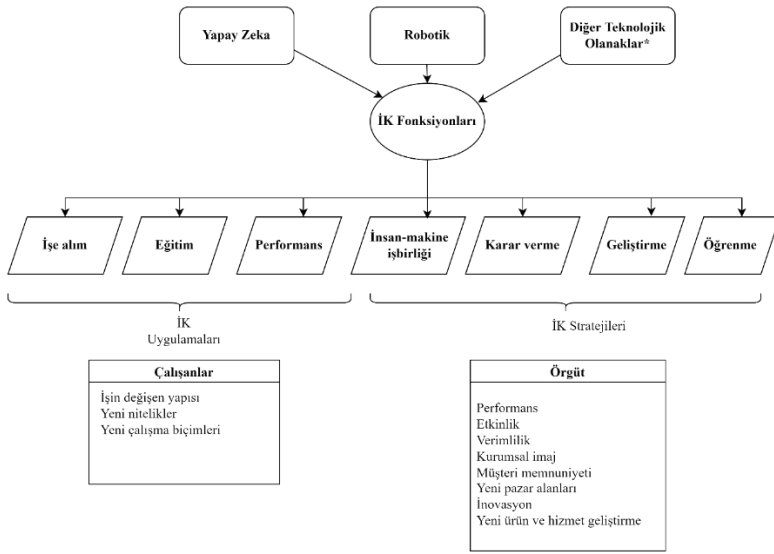 Yapay Zeka
Robotik
Diğer Teknolojik
Olanaklar*
İK Fonksiyonları
İşe alım
Eğitim
Performans
İnsan-makine
işbirliği
Karar verme
Geliştirme
Öğrenme
İK
Uygulamaları
İK Stratejileri
Çalışanlar
İşin değişen yapısı
Yeni nitelikler
Yeni çalışma biçimleri
Örgüt
Performans
Etkinlik
Verimlilik
Kurumsal imaj
Müşteri memnuniyeti
Yeni pazar alanları
İnovasyon
Yeni ürün ve hizmet geliştirme